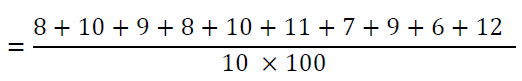 = 8 + 10 + 9 + 8 + 10 + 11 + 7 + 9 + 6 + 12
10 × 100